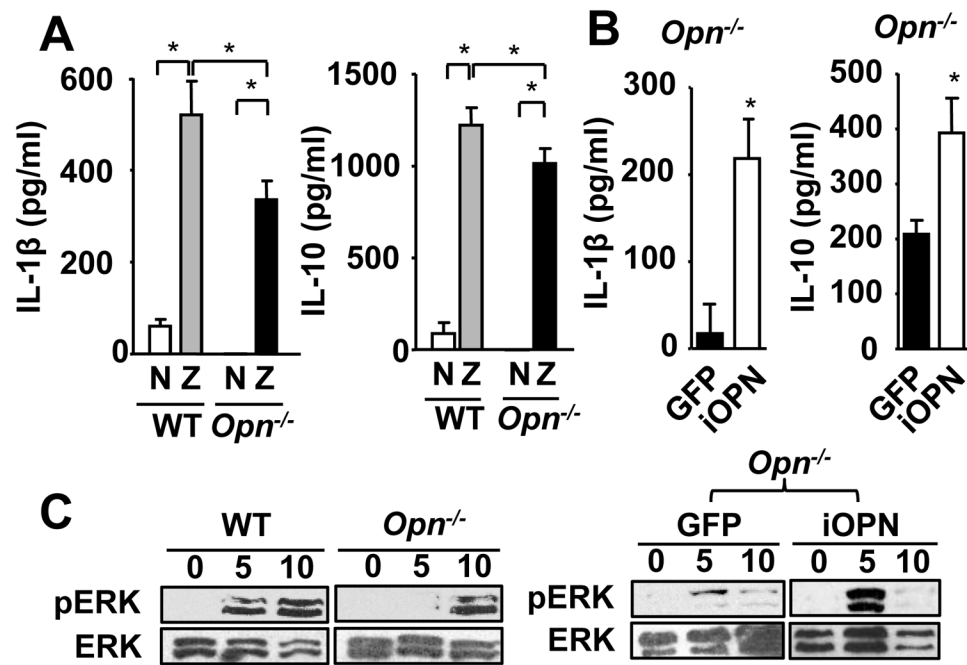 A
IL-1β (pg/ml)
600
400
200
0
*
*
*
N Z N Z
WT Opn-/-
IL-10 (pg/ml)
1500
1000
500
0
*
*
*
N Z N Z
WT Opn-/-
B
Opn-/-
IL-1β (pg/ml)
300
200
100
0
*
GFP
iOPN
Opn-/-
IL-10 (pg/ml)
500
400
300
200
100
0
*
GFP
iOPN
C
WT Opn-/-
0 5 10 0 5 10
pERK
ERK
Opn-/-
GFP iOPN
0 5 10 0 5 10
pERK
ERK